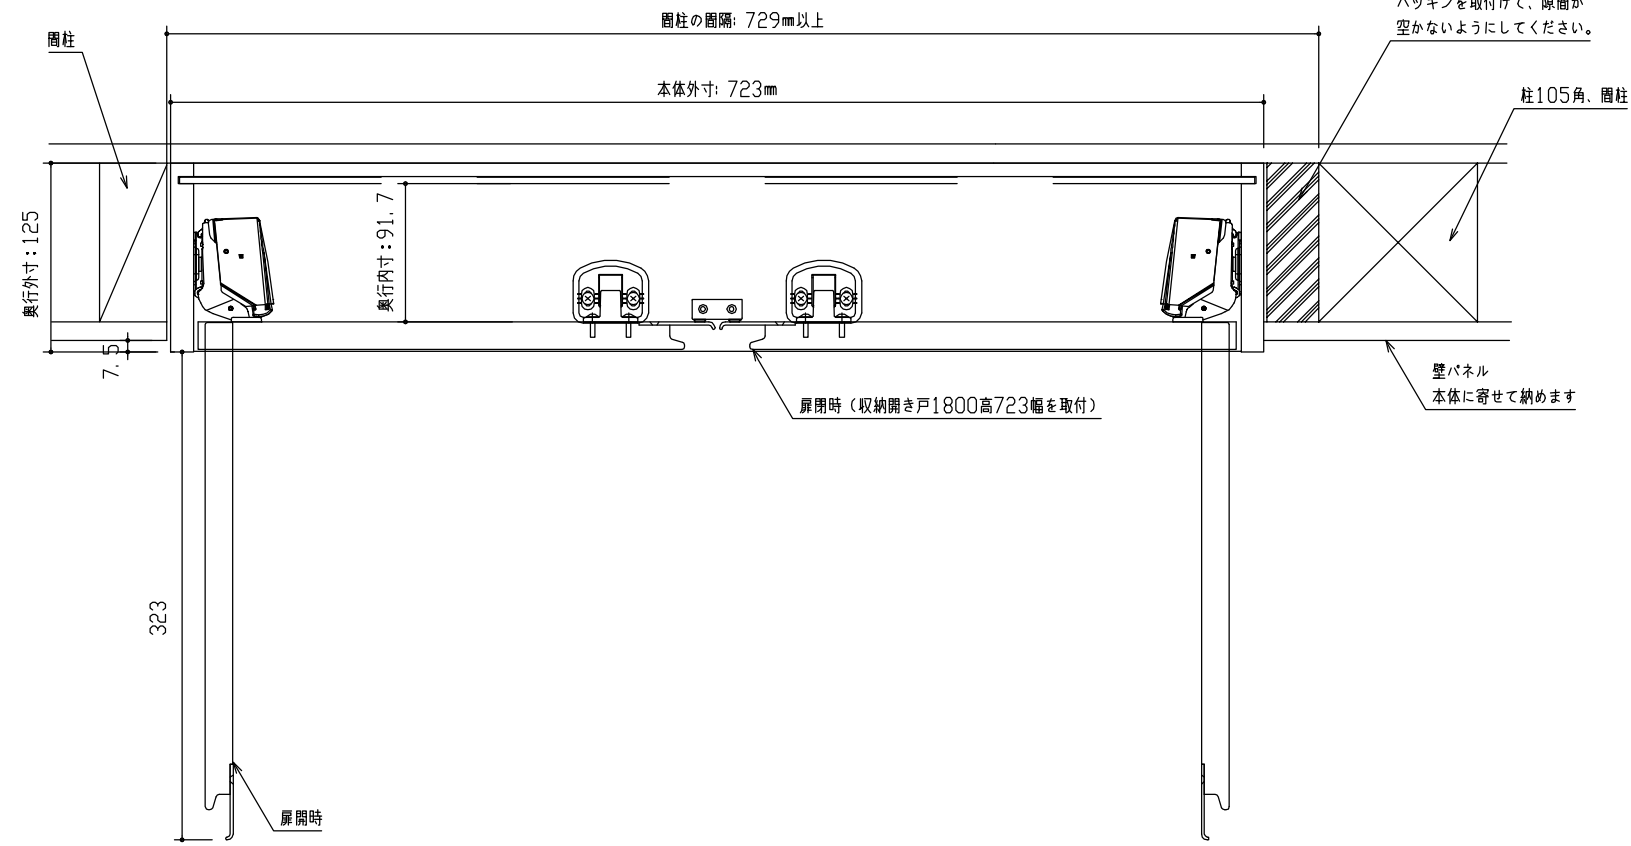 パッキンを取付けて、隙間が
空かないようにしてください。
間柱の間隔: 729㎜以上
間柱
本体外寸: 723㎜
柱105角、間柱
奥行外寸:125
奥行内寸:91.7
7.5
壁パネル
本体に寄せて納めます
扉閉時（収納開き戸1800高723幅を取付）
323
扉開時